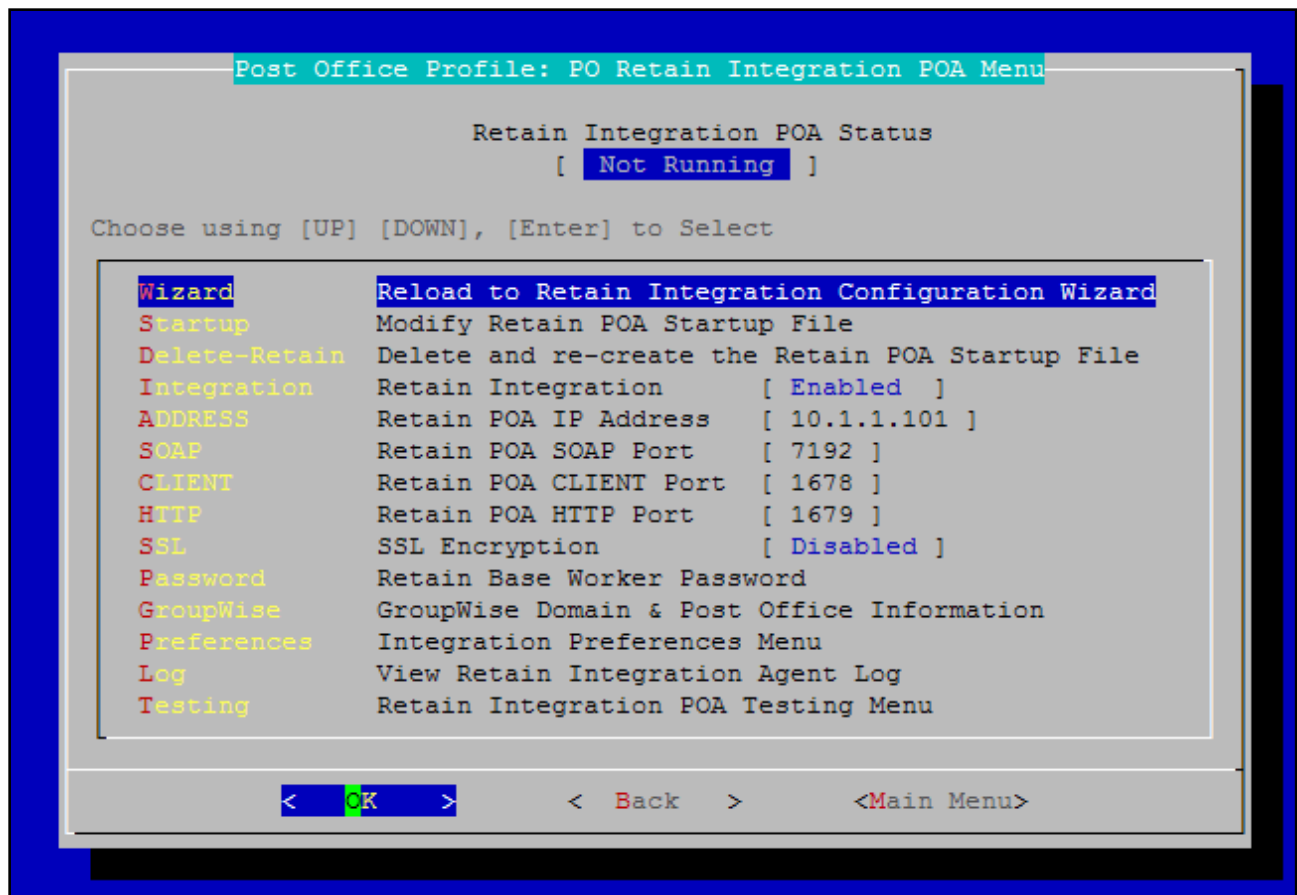 Post Office Profile: PO Retain Integration POA Menu
Retain Integration POA Status
[ Not Running ]
Choose using [UP] [DOWN], [Enter] to Select
Wizard Reload to Retain Integration Configuration Wizard
Startup Modify Retain POA Startup File
Delete-Retain Delete and re-create the Retain POA Startup File
Integration Retain Integration [ Enabled ]
ADDRESS Retain POA IP Address [ 10.1.1.101 ]
SOAP Retain POA SOAP Port [ 7192 ]
CLIENT Retain POA CLIENT Port [ 1678 ]
HTTP Retain POA HTTP Port [ 1679 ]
SSL SSL Encryption [ Disabled ]
Password Retain Base Worker Password
GroupWise GroupWise Domain & Post Office Information
Preferences Integration Preferences Menu
Log View Retain Integration Agent Log
Testing Retain Integration POA Testing Menu
< OK > < Back > <Main Menu>